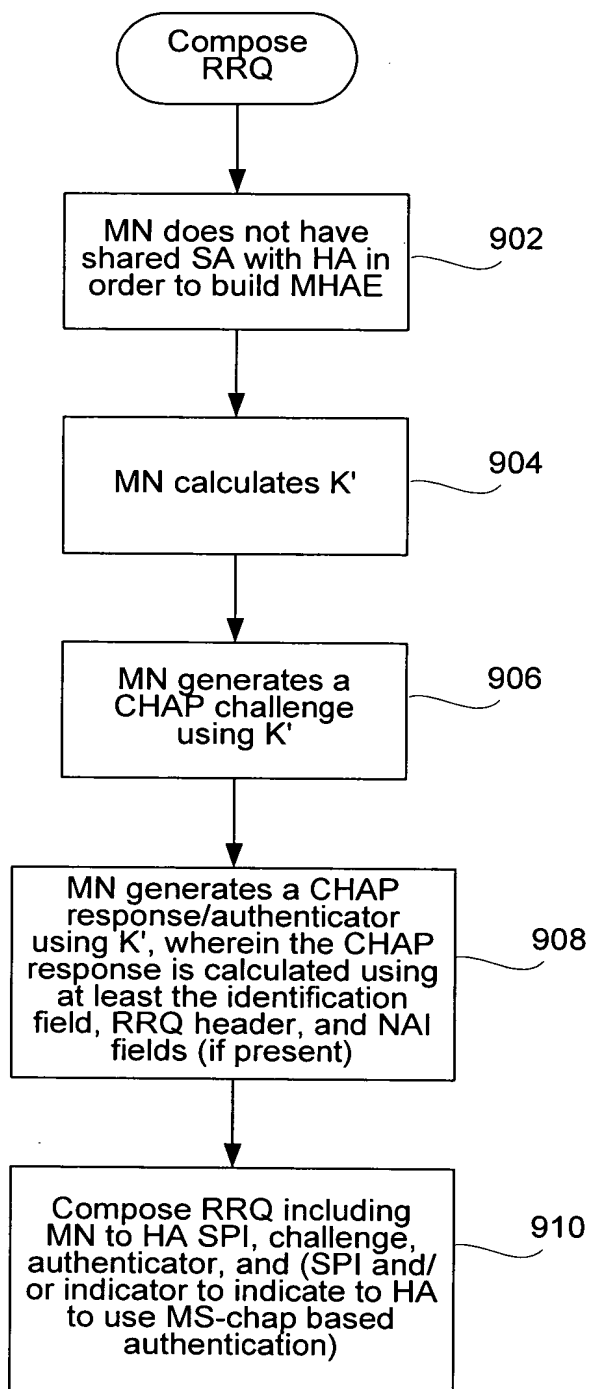 Compose
RRQ
MN does not have
shared SA with HA in
order to build MHAE
902
MN calculates K'
904
MN generates a
CHAP challenge
using K'
906
MN generates a CHAP
response/authenticator
using K', wherein the CHAP
response is calculated using
at least the identification
field, RRQ header, and NAI
fields (if present)
908
Compose RRQ including
MN to HA SPI, challenge,
authenticator, and (SPI and/
or indicator to indicate to HA
to use MS-chap based
authentication)
910